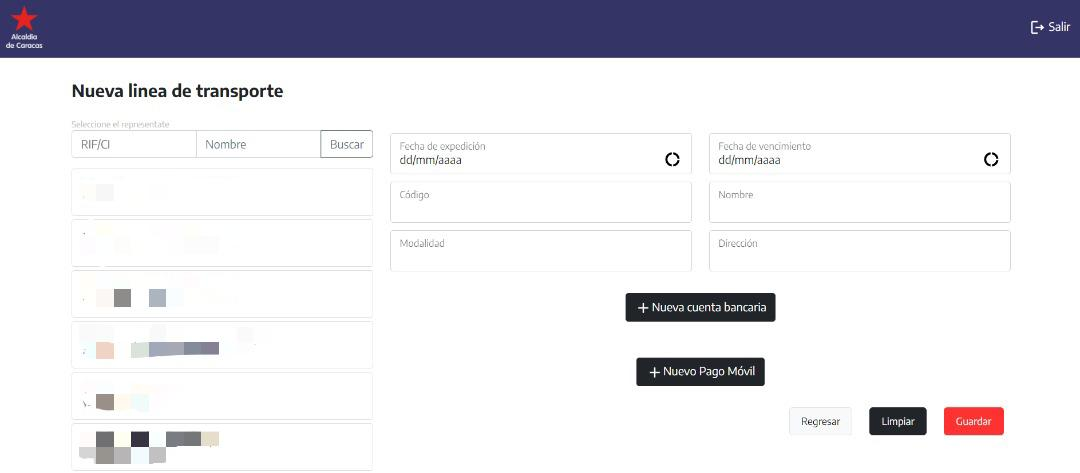 Alcaldía
de Caracas
Salir
Nueva linea de transporte
Seleccione el representate
RIF/CI
Nombre
Buscar
Fecha de expedición
dd/mm/aaaa
Fecha de vencimiento
dd/mm/aaaa
Código
Nombre
Modalidad
Dirección
+ Nueva cuenta bancaria
+ Nuevo Pago Móvil
Regresar
Limpiar
Guardar